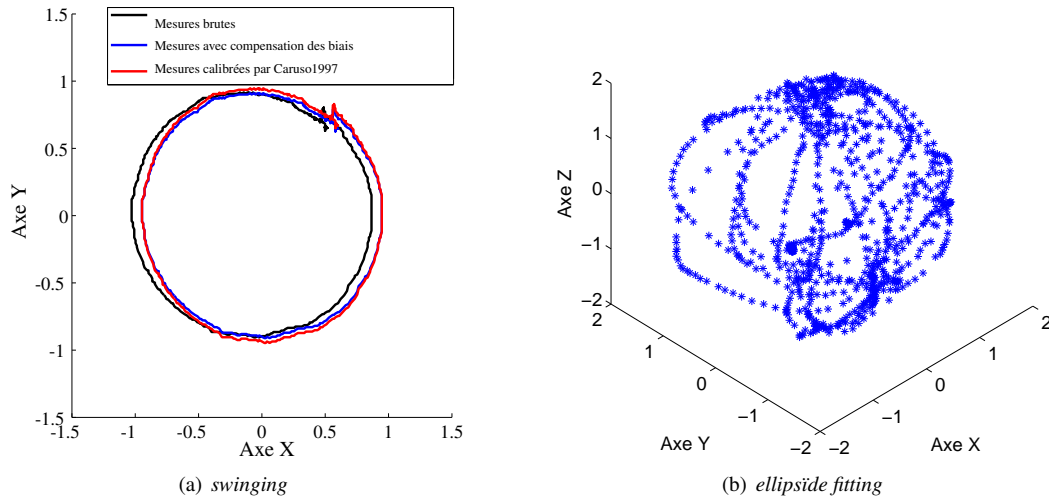 1.5
1
0.5
0
-0.5
-1
-1.5
-1.5
-1
-0.5
0
0.5
1
1.5
Axe Y
Axe X
Mesures brutes
Mesures avec compensation des biais
Mesures calibrées par Caruso1997
(a) swinging
2
1
0
−1
−2
Axe Z
2
1
0
−1
−2
Axe Y
−2
−1
0
1
2
Axe X
(b) ellipsïde fitting